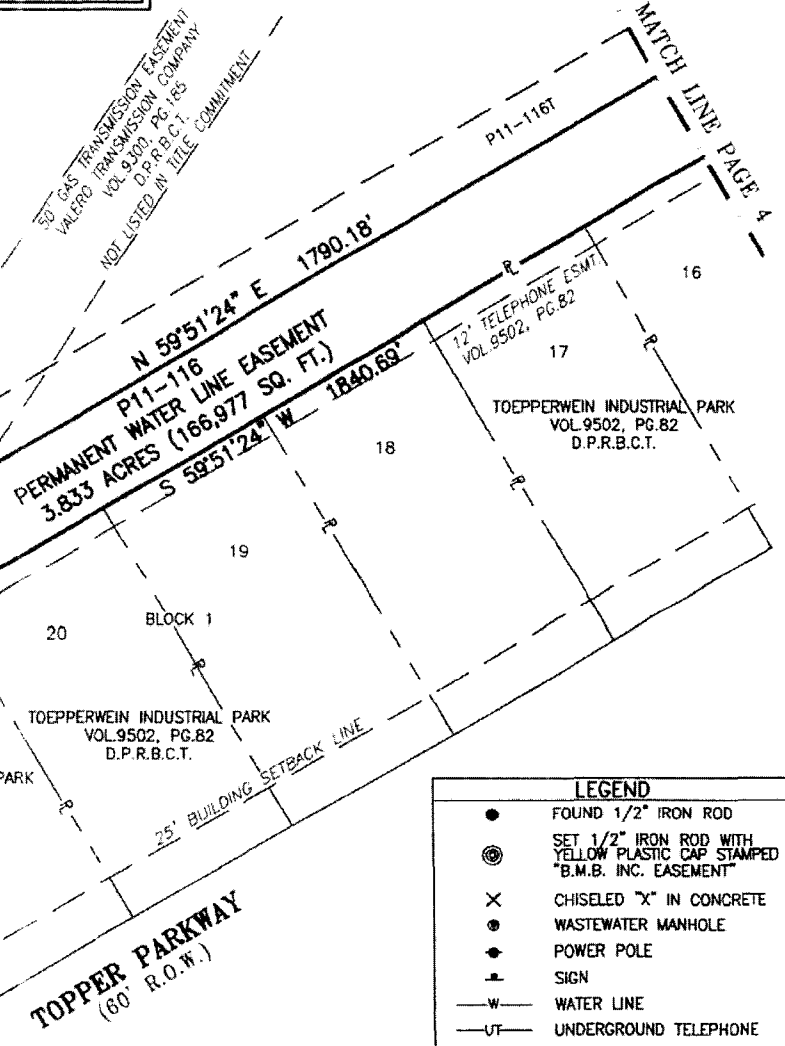 50' GAS TRANSMISSION EASEMENT
VALERO TRANSMISSION COMPANY
VOL.9300, PG.185
D.P.R.B.C.T.
NOT LISTED IN TITLE COMMITMENT
MATCH LINE PAGE 4
P11-116T
N 59°51'24" E 1790.18'
P11-116
PERMANENT WATER LINE EASEMENT
3.833 ACRES (166,977 SQ. FT.)
S 59°51'24" W 1840.69'
12' TELEPHONE ESMT.
VOL.9502, PG.82
16
17
TOEPPERWEIN INDUSTRIAL PARK
VOL.9502, PG.82
D.P.R.B.C.T.
18
19
20
BLOCK 1
TOEPPERWEIN INDUSTRIAL PARK
VOL.9502, PG.82
D.P.R.B.C.T.
PARK
25' BUILDING SETBACK LINE
TOPPER PARKWAY
(60' R.O.W.)
LEGEND
FOUND 1/2" IRON ROD
SET 1/2" IRON ROD WITH
YELLOW PLASTIC CAP STAMPED
"B.M.B. INC. EASEMENT"
CHISELED "X" IN CONCRETE
WASTEWATER MANHOLE
POWER POLE
SIGN
W WATER LINE
UT UNDERGROUND TELEPHONE